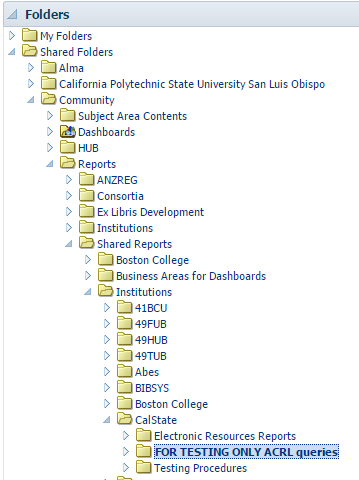 Folders
My Folders
Shared Folders
Alma
California Polytechnic State University San Luis Obispo
Community
Subject Area Contents
Dashboards
HUB
Reports
ANZREG
Consortia
Ex Libris Development
Institutions
Shared Reports
Boston College
Business Areas for Dashboards
Institutions
41BCU
49FUB
49HUB
49TUB
Abes
BIBSYS
Boston College
CalState
Electronic Resources Reports
FOR TESTING ONLY ACRL queries
Testing Procedures